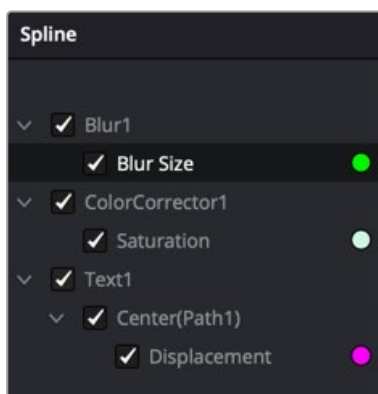 Spline
Blur1
Blur Size
ColorCorrector1
Saturation
Text1
Center(Path1)
Displacement